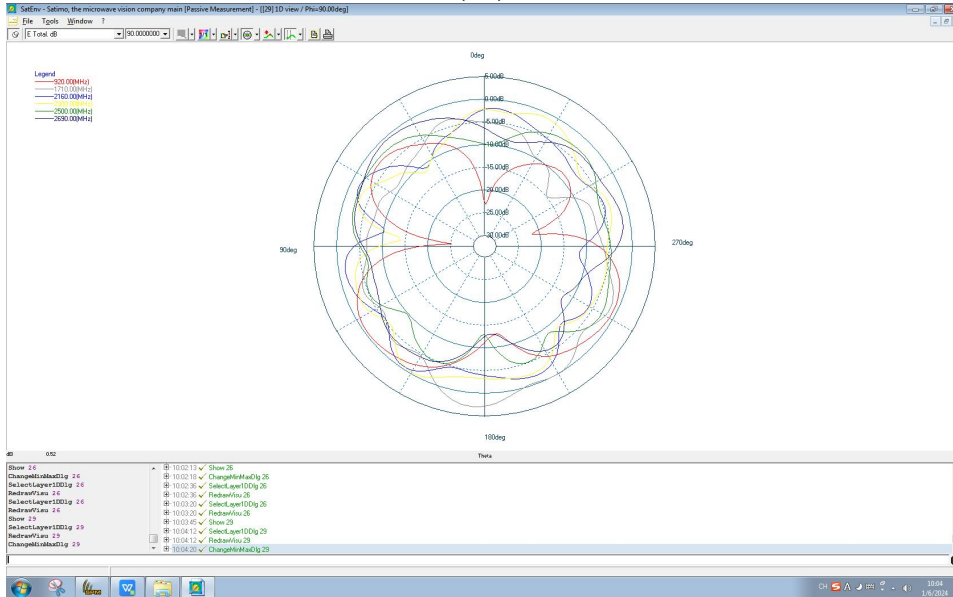 SatEnv - Satimo, the microwave vision company main [Passive Measurement] - [[29] 1D view / Phi=90.00deg]
File Tools Window ?
E Total. dB 90.0000000
0deg
Legend
920.00(MHz)
1710.00(MHz)
2160.00(MHz)
2500.00(MHz)
2690.00(MHz)
5.00dB
0.00dB
-5.00dB
-10.00dB
-15.00dB
-20.00dB
-25.00dB
90deg
270deg
180deg
dB 0.52 Theta
Show 26
ChangeMinMaxDlg 26
SelectLayer1DDlg 26
RedrawVisu 26
SelectLayer1DDlg 26
RedrawVisu 26
Show 29
SelectLayer1DDlg 29
RedrawVisu 29
ChangeMinMaxDlg 29
10:02:13 Show 26
10:02:18 ChangeMinMaxDlg 26
10:02:36 SelectLayer1DDlg 26
10:02:36 RedrawVisu 26
10:03:20 SelectLayer1DDlg 26
10:03:20 RedrawVisu 26
10:03:45 Show 29
10:04:12 SelectLayer1DDlg 29
10:04:12 RedrawVisu 29
10:04:20 ChangeMinMaxDlg 29
CH
10:04
1/6/2024